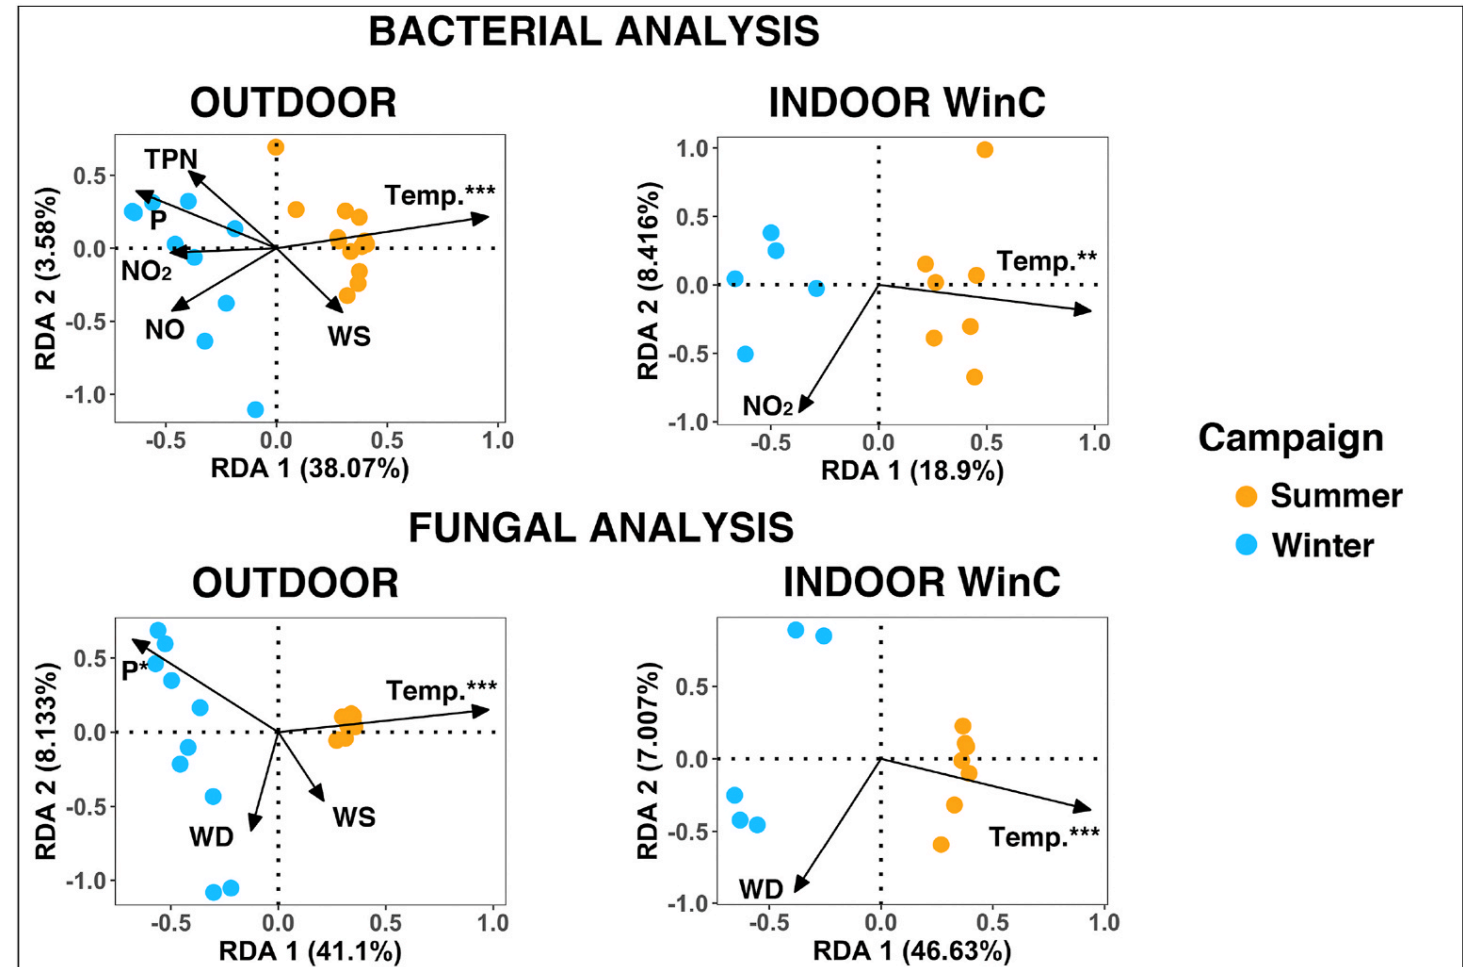 BACTERIAL ANALYSIS
OUTDOOR
RDA 2 (3.58%)
0.5
0.0
-0.5
-1.0
TPN
P
NO2
NO
WS
Temp.***
-0.5 0.0 0.5 1.0
RDA 1 (38.07%)
INDOOR WinC
RDA 2 (8.416%)
1.0
0.5
0.0
-0.5
-1.0
Temp.**
NO2
-0.5 0.0 0.5 1.0
RDA 1 (18.9%)
Campaign
Summer
Winter
FUNGAL ANALYSIS
OUTDOOR
RDA 2 (8.133%)
0.5
0.0
-0.5
-1.0
P*
Temp.***
WD
WS
-0.5 0.0 0.5 1.0
RDA 1 (41.1%)
INDOOR WinC
RDA 2 (7.007%)
0.5
0.0
-0.5
-1.0
Temp.***
WD
-0.5 0.0 0.5 1.0
RDA 1 (46.63%)